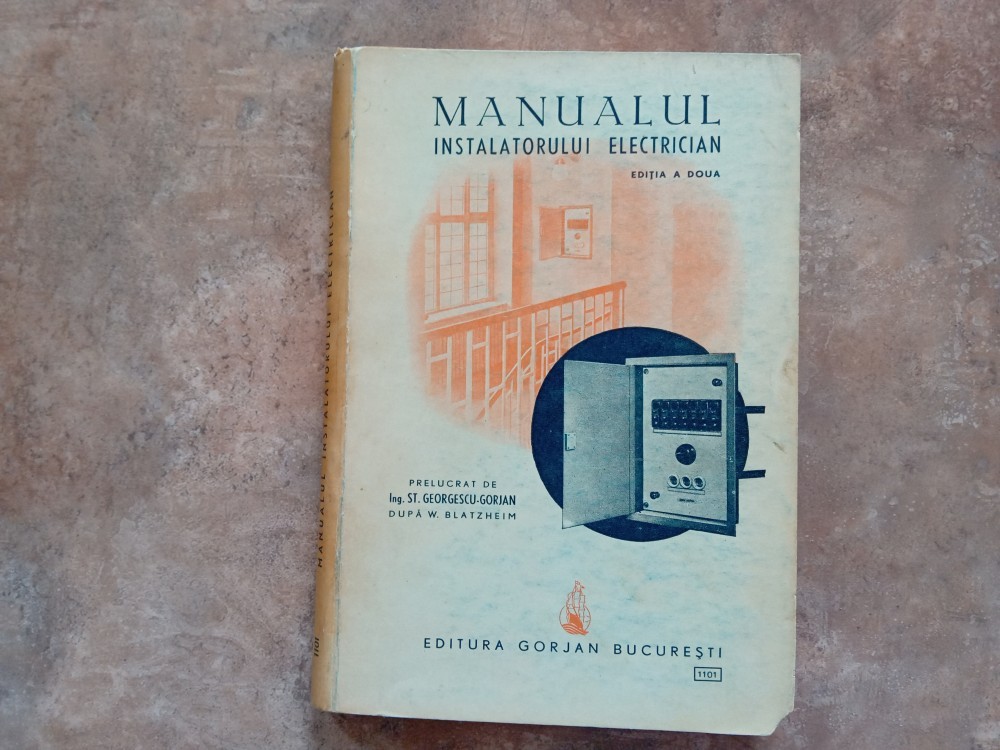 MANUALUL
INSTALATORULUI ELECTRICIAN
EDIȚIA A DOUA
PRELUCRAT DE
Ing. ST. GEORGESCU-GORJAN
DUPĂ W. BLATZHEIM
EDITURA GORJAN BUCUREȘTI
1101
MANUALUL INSTALATORULUI ELECTRICIAN
1101